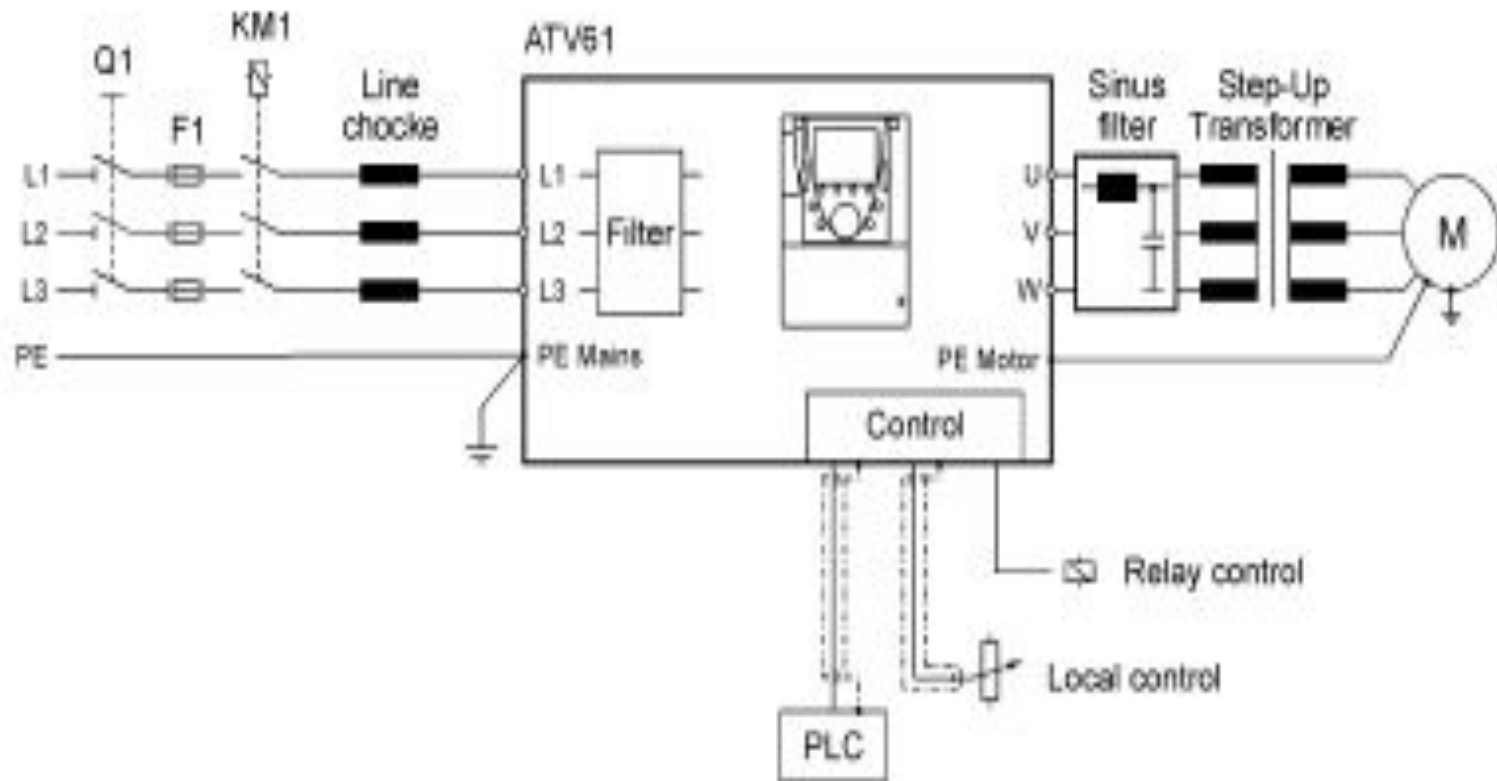 KM1
ATV61
Q1
Line
chocke
Sinus
filter
Step-Up
Transformer
F1
L1
L1
U
L2
L2
Filter
V
M
L3
L3
W
PE
PE Mains
PE Motor
Control
Relay control
Local control
PLC